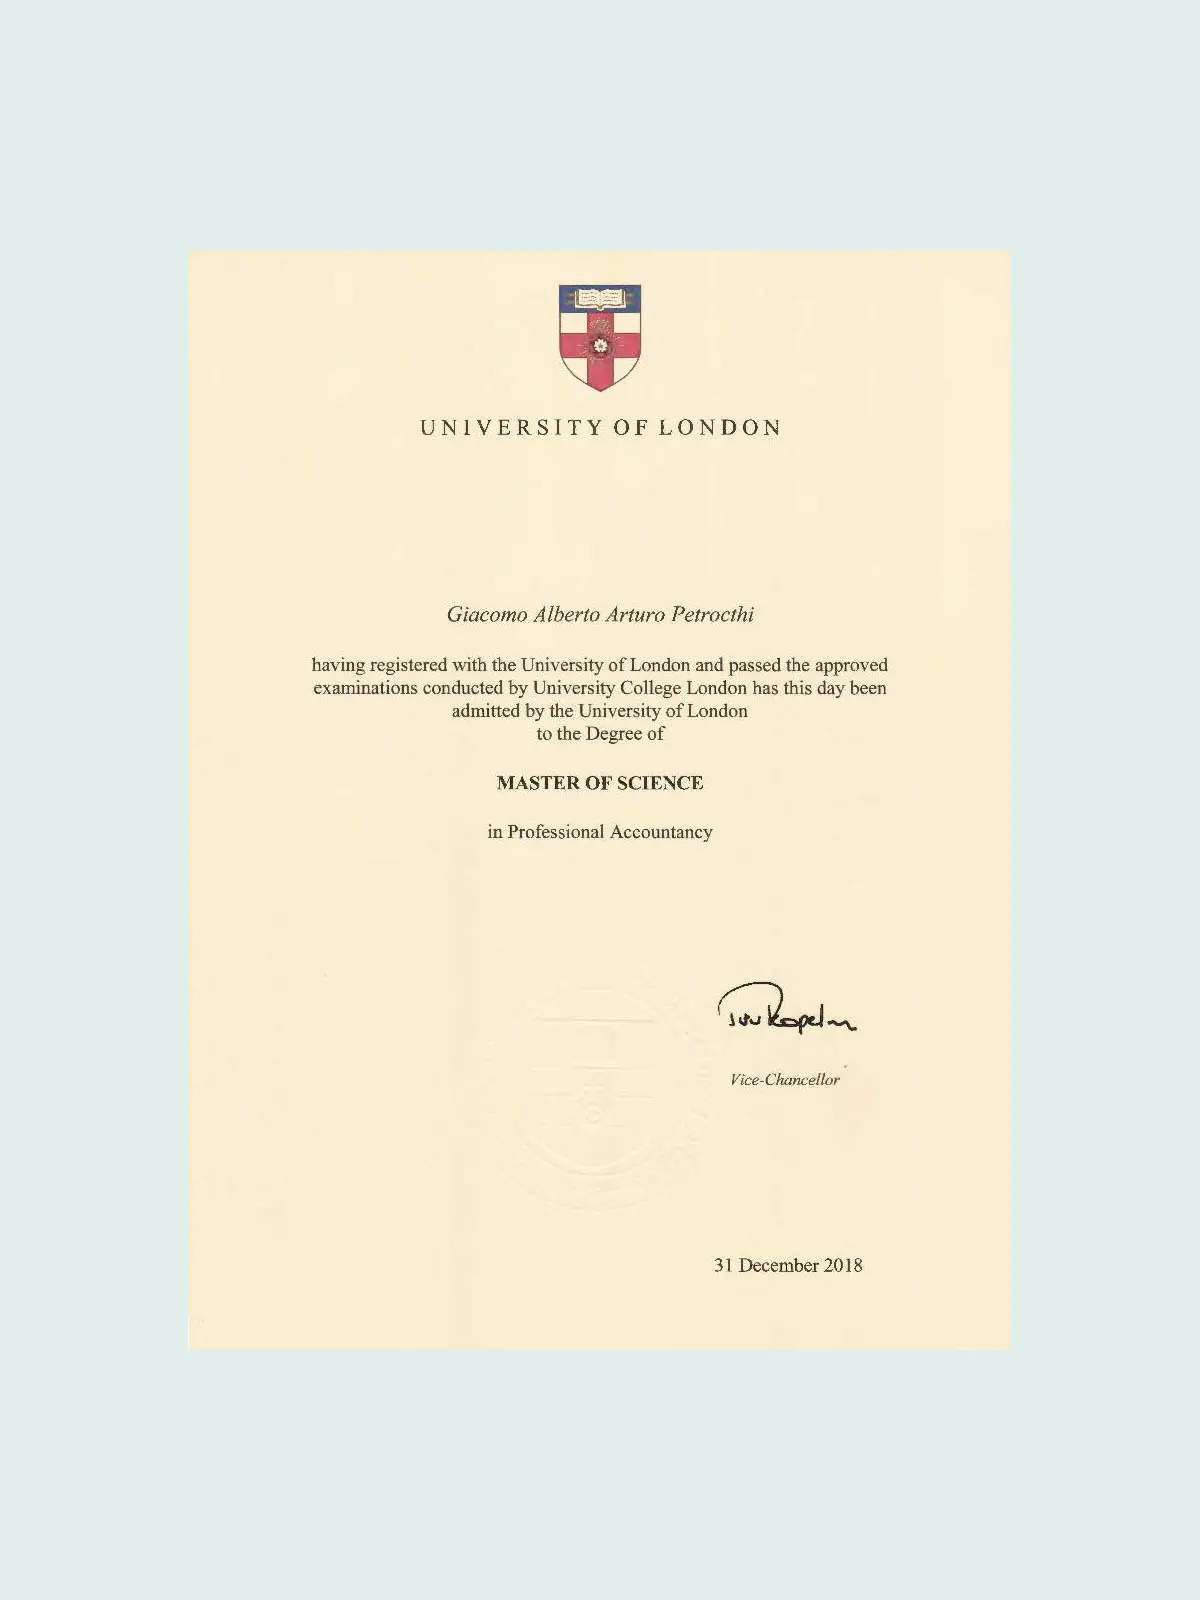 UNIVERSITY OF LONDON
Giacomo Alberto Arturo Petrocthi
having registered with the University of London and passed the approved
examinations conducted by University College London has this day been
admitted by the University of London
to the Degree of
MASTER OF SCIENCE
in Professional Accountancy
Vice-Chancellor
31 December 2018